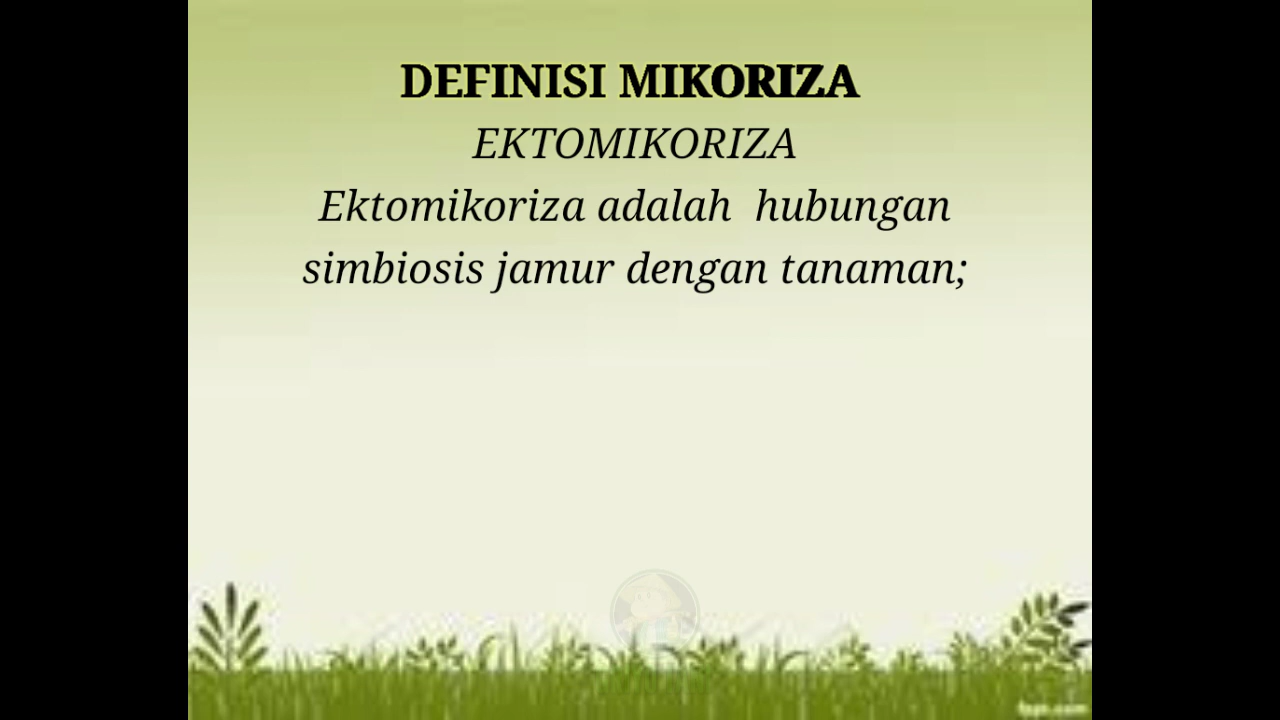 DEFINISI MIKORIZA
EKTOMIKORIZA
Ektomikoriza adalah  hubungan
simbiosis jamur dengan tanaman;